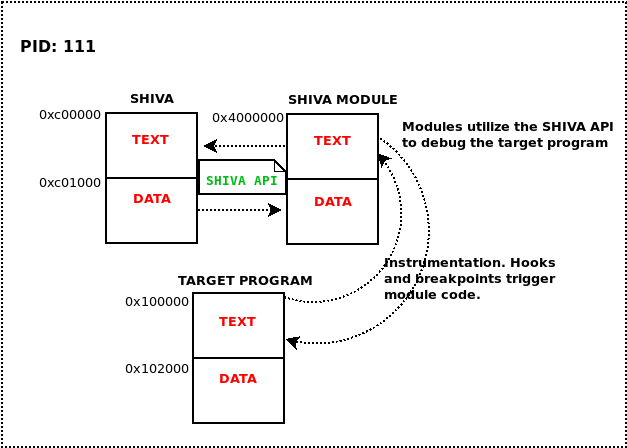 PID: 111
SHIVA
SHIVA MODULE
0xc00000
0x4000000
TEXT
TEXT
Modules utilize the SHIVA API
to debug the target program
0xc01000
SHIVA API
DATA
DATA
Instrumentation. Hooks
and breakpoints trigger
module code.
TARGET PROGRAM
0x100000
TEXT
0x102000
DATA